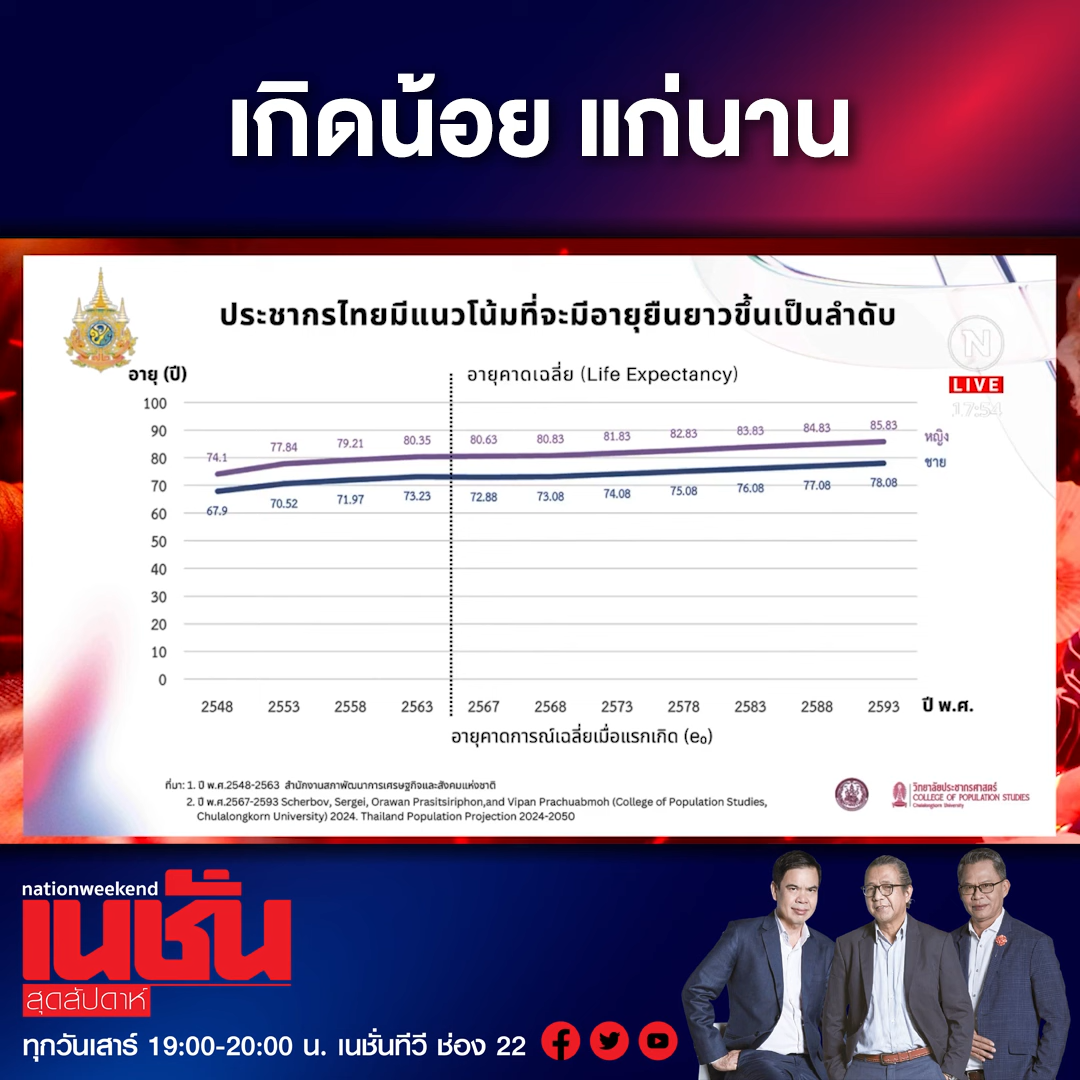 เกิดน้อย แก่นาน
ประชากรไทยมีแนวโน้มที่จะมีอายุยืนยาวขึ้นเป็นลำดับ
N
LIVE
17:54
อายุ (ปี)
อายุคาดเฉลี่ย (Life Expectancy)
100
90
80
70
60
50
40
30
20
10
0
74.1 77.84 79.21 80.35 80.63 80.83 81.83 82.83 83.83 84.83 85.83
หญิง
ชาย
67.9 70.52 71.97 73.23 72.88 73.08 74.08 75.08 76.08 77.08 78.08
2548 2553 2558 2563 2567 2568 2573 2578 2583 2588 2593 ปี พ.ศ.
อายุคาดการณ์เฉลี่ยเมื่อแรกเกิด (e₀)
ที่มา: 1. ปี พ.ศ.2548-2563 สำนักงานสภาพัฒนาการเศรษฐกิจและสังคมแห่งชาติ
2. ปี พ.ศ.2567-2593 Scherbov, Sergei, Orawan Prasitsiriphon,and Vipan Prachuabmoh (College of Population Studies,
Chulalongkorn University) 2024. Thailand Population Projection 2024-2050
วิทยาลัยประชากรศาสตร์
COLLEGE OF POPULATION STUDIES
Chulalongkorn University
nationweekend
เนชั่น
สุดสัปดาห์
ทุกวันเสาร์ 19:00-20:00 น. เนชั่นทีวี ช่อง 22